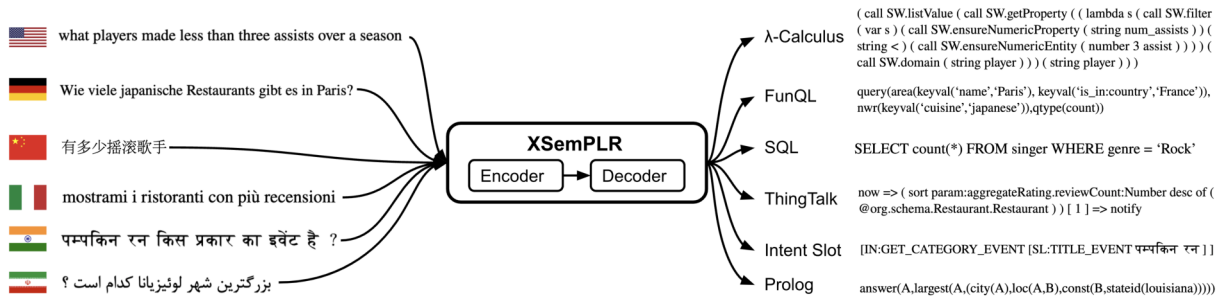 what players made less than three assists over a season
Wie viele japanische Restaurants gibt es in Paris?
有多少摇滚歌手
mostrami i ristoranti con più recensioni
पम्पकिन रन किस प्रकार का इवेंट है ?
بزرگترین شهر لوئیزیانا کدام است ؟
XSemPLR
Encoder
Decoder
λ-Calculus
( call SW.listValue ( call SW.getProperty ( ( lambda s ( call SW.filter
( var s ) ( call SW.ensureNumericProperty ( string num_assists ) ) (
string < ) ( call SW.ensureNumericEntity ( number 3 assist ) ) ) ) (
call SW.domain ( string player ) ) ) ( string player ) ) )
FunQL
query(area(keyval(‘name’,‘Paris’), keyval(‘is_in:country’,‘France’)),
nwr(keyval(‘cuisine’,‘japanese’)),qtype(count))
SQL
SELECT count(*) FROM singer WHERE genre = ‘Rock’
ThingTalk
now => ( sort param:aggregateRating.reviewCount:Number desc of (
@org.schema.Restaurant.Restaurant ) ) [ 1 ] => notify
Intent Slot
[IN:GET_CATEGORY_EVENT [SL:TITLE_EVENT पम्पकिन रन ] ]
Prolog
answer(A,largest(A,(city(A),loc(A,B),const(B,stateid(louisiana)))))